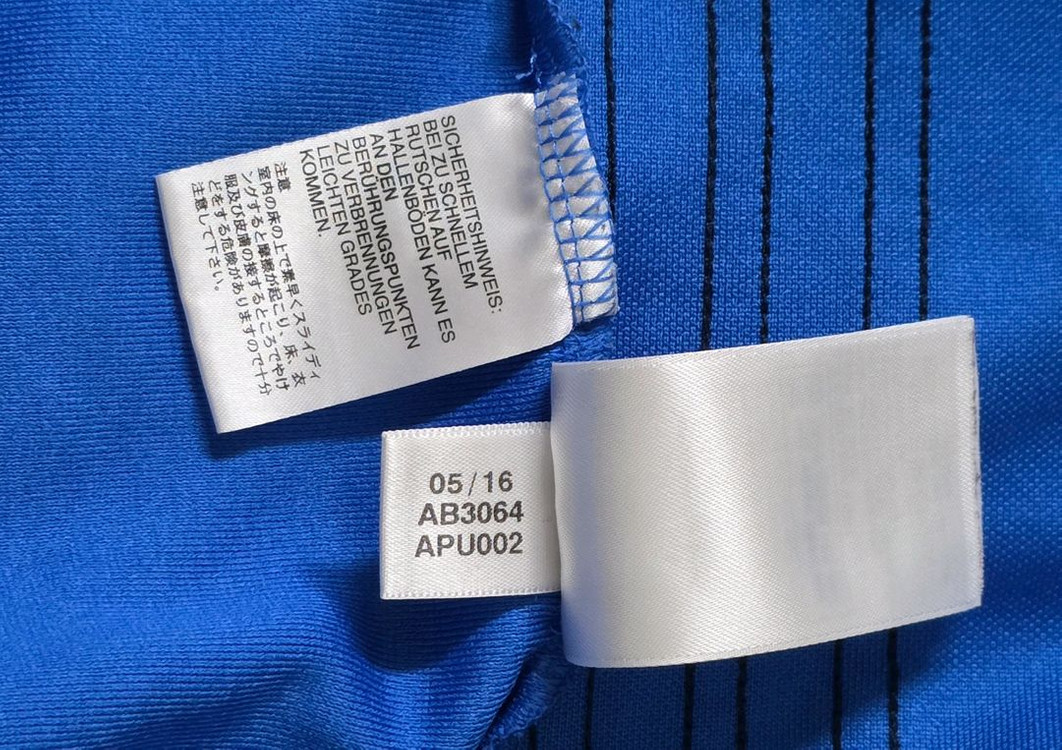 SICHERHEITSHINWEIS:
BEI ZU SCHNELLEM
RUTSCHEN AUF
HALLENBÖDEN KANN ES
AN DEN
BERÜHRUNGSPUNKTEN
ZU VERBRENNUNGEN
LEICHTEN GRADES
KOMMEN.
注意
室内の床の上で素早くスライディ
ングすると摩擦が起こり、床、衣
服及び皮膚の接するところでやけ
どをする危険がありますので十分
注意して下さい。
05/16
AB3064
APU002